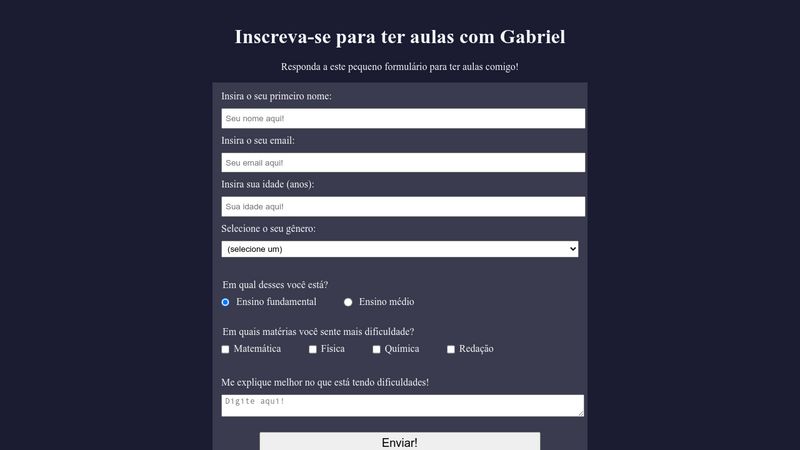 Inscreva-se para ter aulas com Gabriel
Responda a este pequeno formulário para ter aulas comigo!
Insira o seu primeiro nome:
Seu nome aqui!
Insira o seu email:
Seu email aqui!
Insira sua idade (anos):
Sua idade aqui!
Selecione o seu gênero:
(selecione um)
Em qual desses você está?
Ensino fundamental Ensino médio
Em quais matérias você sente mais dificuldade?
Matemática Física Química Redação
Me explique melhor no que está tendo dificuldades!
Digite aqui!
Enviar!